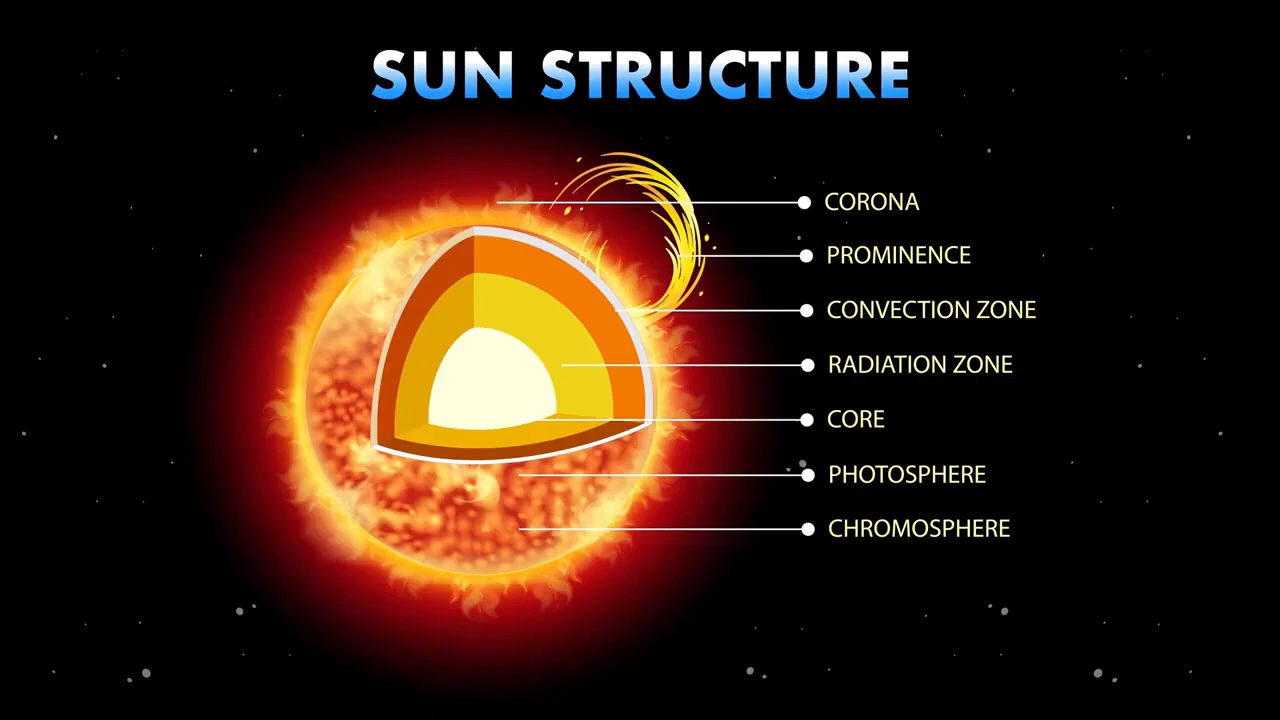 SUN STRUCTURE
CORONA
PROMINENCE
CONVECTION ZONE
RADIATION ZONE
CORE
PHOTOSPHERE
CHROMOSPHERE